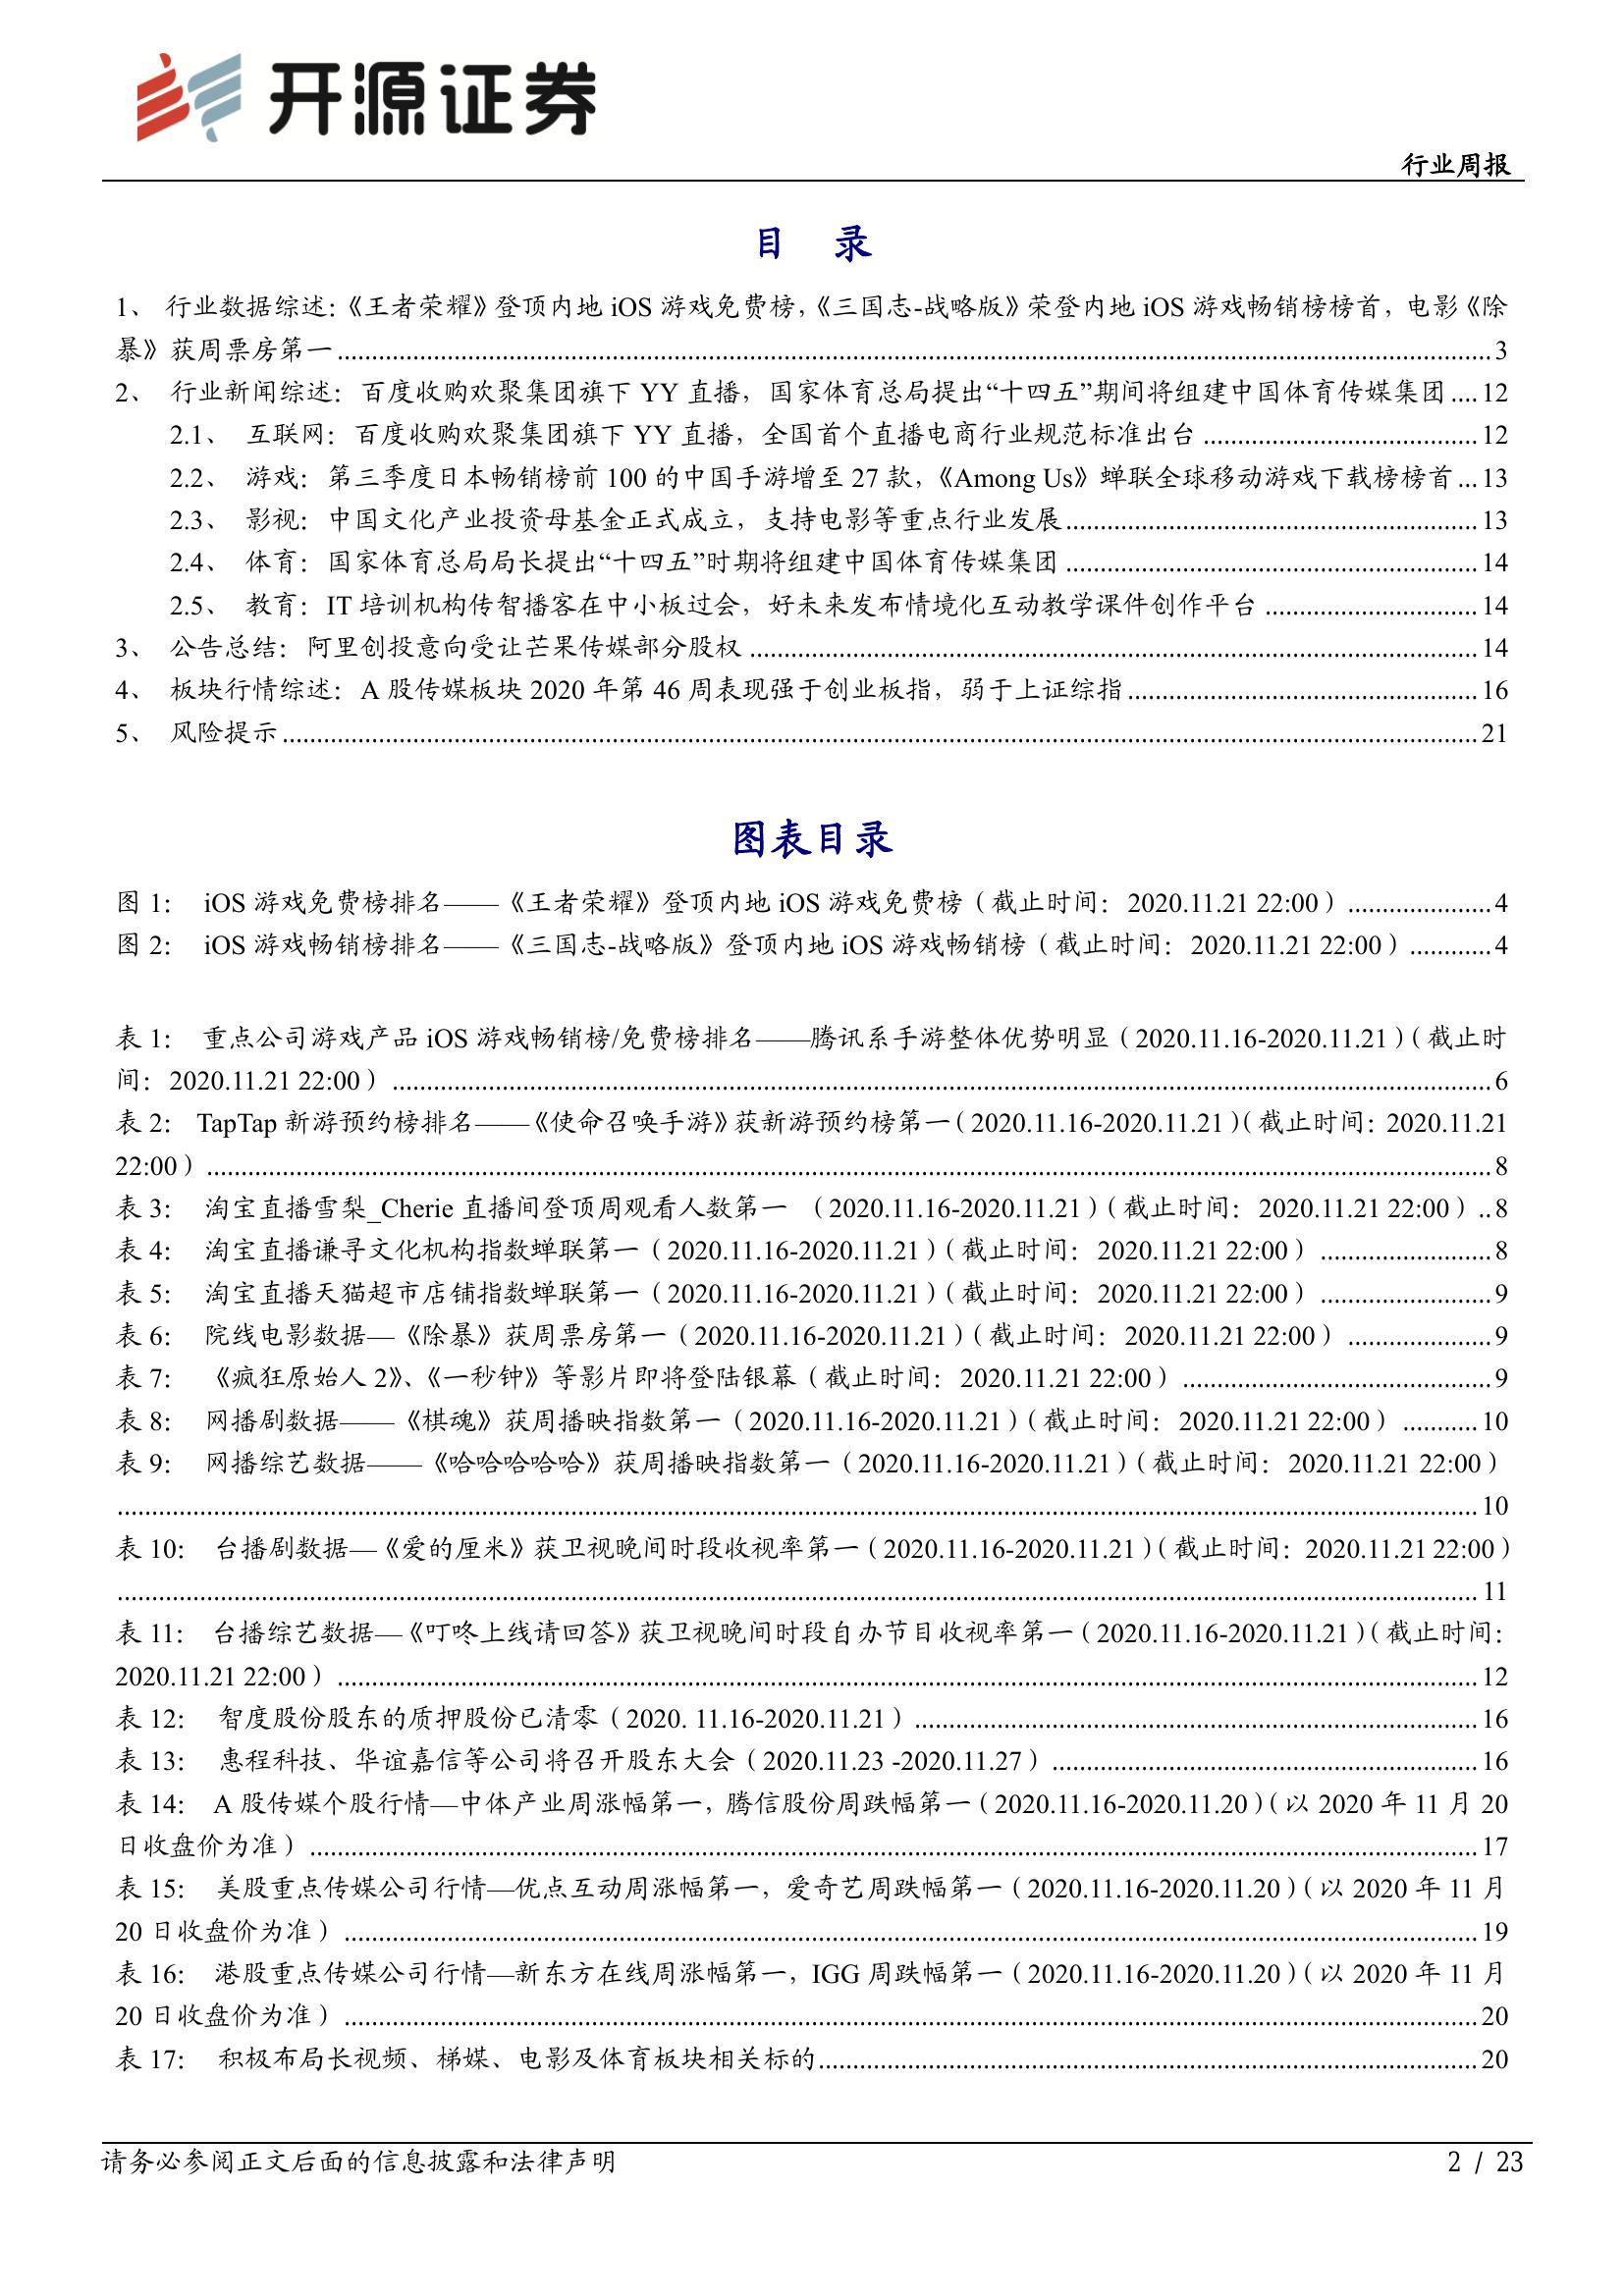 开源证券
行业周报
目 录
1、 行业数据综述：《王者荣耀》登顶内地 iOS 游戏免费榜，《三国志-战略版》荣登内地 iOS 游戏畅销榜榜首，电影《除
暴》获周票房第一 ........ 3
2、 行业新闻综述：百度收购欢聚集团旗下 YY 直播，国家体育总局提出“十四五”期间将组建中国体育传媒集团 .... 12
2.1、 互联网：百度收购欢聚集团旗下 YY 直播，全国首个直播电商行业规范标准出台 ........ 12
2.2、 游戏：第三季度日本畅销榜前 100 的中国手游增至 27 款，《Among Us》蝉联全球移动游戏下载榜榜首 ... 13
2.3、 影视：中国文化产业投资母基金正式成立，支持电影等重点行业发展 ........ 13
2.4、 体育：国家体育总局局长提出“十四五”时期将组建中国体育传媒集团 ........ 14
2.5、 教育：IT 培训机构传智播客在中小板过会，好未来发布情境化互动教学课件创作平台 ........ 14
3、 公告总结：阿里创投意向受让芒果传媒部分股权 ........ 14
4、 板块行情综述：A 股传媒板块 2020 年第 46 周表现强于创业板指，弱于上证综指 ........ 16
5、 风险提示 ........ 21
图表目录
图 1： iOS 游戏免费榜排名——《王者荣耀》登顶内地 iOS 游戏免费榜（截止时间：2020.11.21 22:00） ........ 4
图 2： iOS 游戏畅销榜排名——《三国志-战略版》登顶内地 iOS 游戏畅销榜（截止时间：2020.11.21 22:00） ........ 4
表 1： 重点公司游戏产品 iOS 游戏畅销榜/免费榜排名——腾讯系手游整体优势明显（2020.11.16-2020.11.21）（截止时
间：2020.11.21 22:00） ........ 6
表 2： TapTap 新游预约榜排名——《使命召唤手游》获新游预约榜第一（2020.11.16-2020.11.21）（截止时间：2020.11.21
22:00） ........ 8
表 3： 淘宝直播雪梨_Cherie 直播间登顶周观看人数第一 （2020.11.16-2020.11.21）（截止时间：2020.11.21 22:00） .. 8
表 4： 淘宝直播谦寻文化机构指数蝉联第一（2020.11.16-2020.11.21）（截止时间：2020.11.21 22:00） ........ 8
表 5： 淘宝直播天猫超市店铺指数蝉联第一（2020.11.16-2020.11.21）（截止时间：2020.11.21 22:00） ........ 9
表 6： 院线电影数据—《除暴》获周票房第一（2020.11.16-2020.11.21）（截止时间：2020.11.21 22:00） ........ 9
表 7： 《疯狂原始人 2》、《一秒钟》等影片即将登陆银幕（截止时间：2020.11.21 22:00） ........ 9
表 8： 网播剧数据——《棋魂》获周播映指数第一（2020.11.16-2020.11.21）（截止时间：2020.11.21 22:00） ........ 10
表 9： 网播综艺数据——《哈哈哈哈哈》获周播映指数第一（2020.11.16-2020.11.21）（截止时间：2020.11.21 22:00）
........ 10
表 10： 台播剧数据—《爱的厘米》获卫视晚间时段收视率第一（2020.11.16-2020.11.21）（截止时间：2020.11.21 22:00）
........ 11
表 11： 台播综艺数据—《叮咚上线请回答》获卫视晚间时段自办节目收视率第一（2020.11.16-2020.11.21）（截止时间：
2020.11.21 22:00） ........ 12
表 12： 智度股份股东的质押股份已清零（2020. 11.16-2020.11.21） ........ 16
表 13： 惠程科技、华谊嘉信等公司将召开股东大会（2020.11.23 -2020.11.27） ........ 16
表 14： A 股传媒个股行情—中体产业周涨幅第一，腾信股份周跌幅第一（2020.11.16-2020.11.20）（以 2020 年 11 月 20
日收盘价为准） ........ 17
表 15： 美股重点传媒公司行情—优点互动周涨幅第一，爱奇艺周跌幅第一（2020.11.16-2020.11.20）（以 2020 年 11 月
20 日收盘价为准） ........ 19
表 16： 港股重点传媒公司行情—新东方在线周涨幅第一，IGG 周跌幅第一（2020.11.16-2020.11.20）（以 2020 年 11 月
20 日收盘价为准） ........ 20
表 17： 积极布局长视频、梯媒、电影及体育板块相关标的 ........ 20
请务必参阅正文后面的信息披露和法律声明
2 / 23